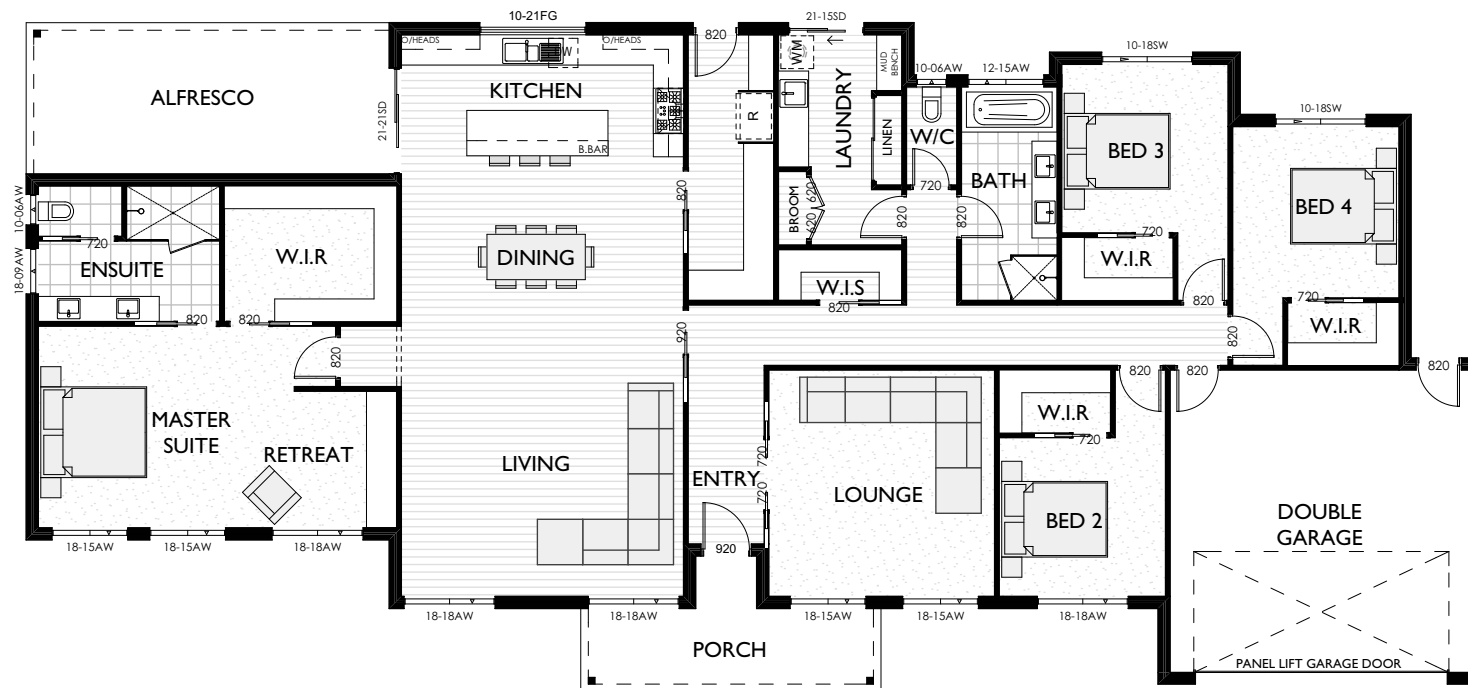 10-21FG
21-15SD
O/HEADS
O/HEADS
820
WM
MUD
BENCH
10-06AW
12-15AW
10-18SW
10-18SW
ALFRESCO
21-21SD
KITCHEN
W
B.BAR
R
LAUNDRY
LINEN
W/C
720
BATH
BED 3
BED 4
10-06AW
18-09AW
720
ENSUITE
W.I.R
820
820
820
DINING
820
BROOM
620
620
820
820
W.I.S
820
720
W.I.R
820
720
W.I.R
820
820
920
820
820
820
MASTER
SUITE
RETREAT
LIVING
ENTRY
720
720
LOUNGE
W.I.R
720
BED 2
DOUBLE
GARAGE
920
18-15AW
18-15AW
18-18AW
18-18AW
18-18AW
18-15AW
18-15AW
18-18AW
PORCH
PANEL LIFT GARAGE DOOR